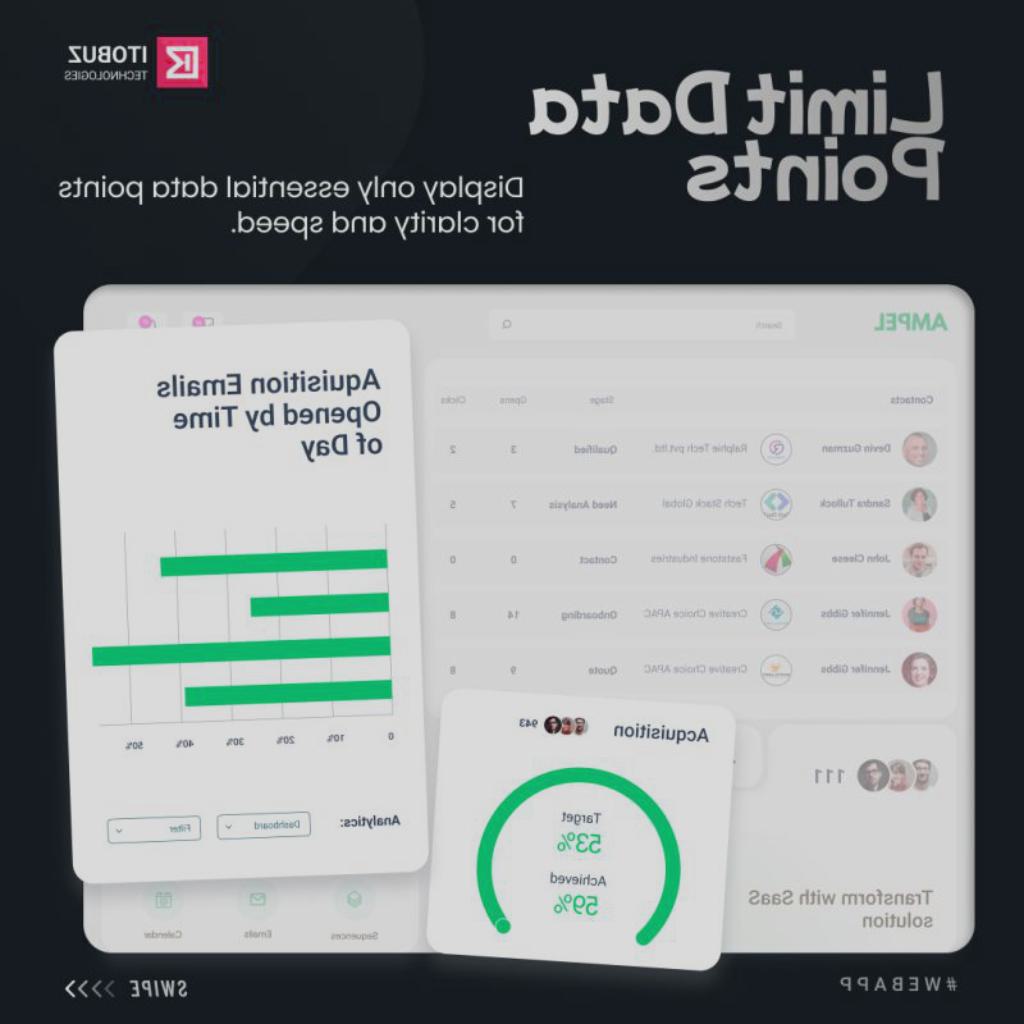 ITOBUZ
TECHNOLOGIES
Limit Data
Points
Display only essential data points
for clarity and speed.
AMPEL
Search
Contacts
Stage
Opens
Clicks
Devin Guzman
Ralphie Tech pvt.ltd.
Qualified
3
2
Sandra Tullock
Tech Stack Global
Need Analysis
7
5
John Cleese
Faststone Industries
Contact
0
0
Jennifer Gibbs
Creative Choice APAC
Onboarding
14
8
Jennifer Gibbs
Creative Choice APAC
Quote
9
8
Aquisition Emails
Opened by Time
of Day
0
10%
20%
30%
40%
50%
Analytics:
Dashboard
Filter
Acquisition
943
Target
53%
Achieved
59%
111
Transform with SaaS
solution
Sequences
Emails
Calendar
#WEBAPP
SWIPE